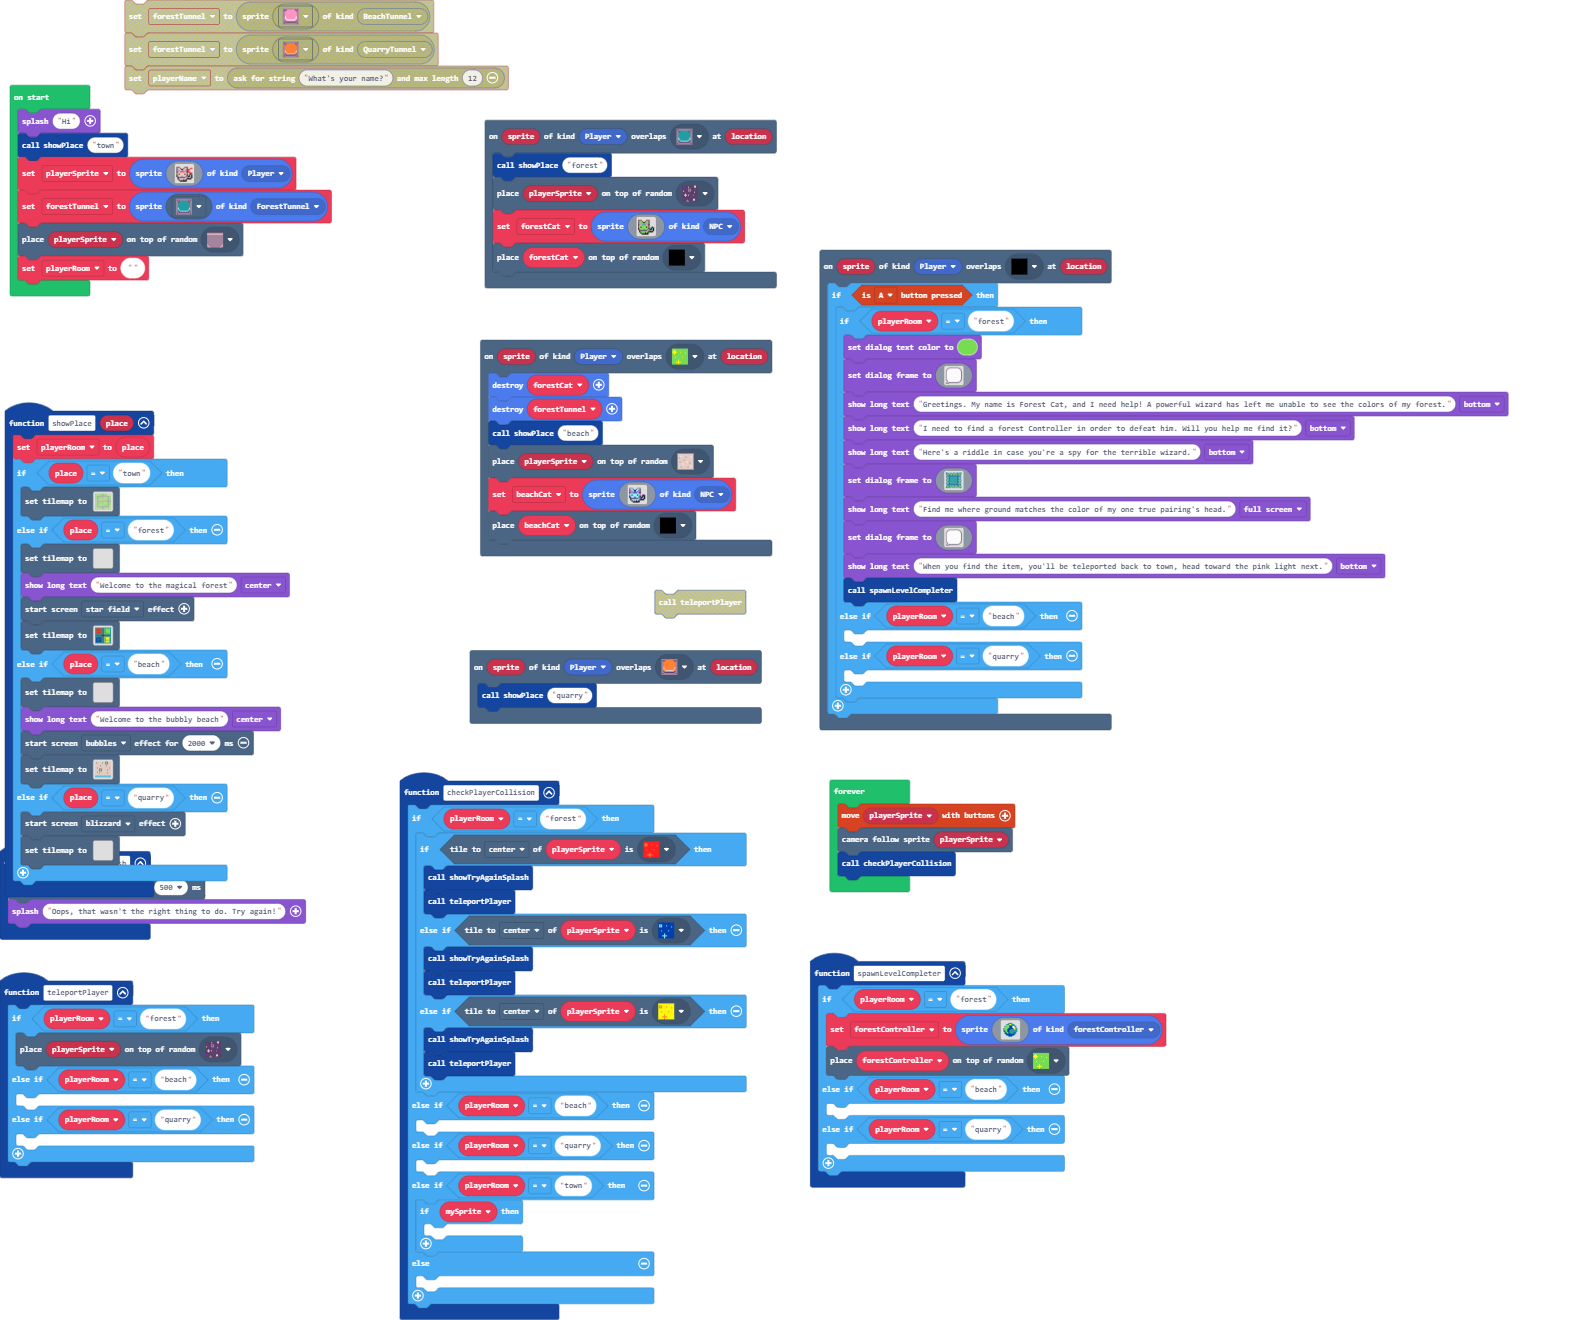 set forestTunnel to sprite of kind BeachTunnel
set forestTunnel to sprite of kind QuarryTunnel
set playerName to ask for string "What's your name?" and max length 12
on start
splash "Hi"
call showPlace "town"
set playerSprite to sprite of kind Player
set forestTunnel to sprite of kind ForestTunnel
place playerSprite on top of random
set playerRoom to " "
on sprite of kind Player overlaps at location
call showPlace "forest"
place playerSprite on top of random
set forestCat to sprite of kind NPC
place forestCat on top of random
on sprite of kind Player overlaps at location
destroy forestCat
destroy forestTunnel
call showPlace "beach"
place playerSprite on top of random
set beachCat to sprite of kind NPC
place beachCat on top of random
call teleportPlayer
on sprite of kind Player overlaps at location
call showPlace "quarry"
on sprite of kind Player overlaps at location
if is A button pressed then
if playerRoom = "forest" then
set dialog text color to
set dialog frame to
show long text "Greetings. My name is Forest Cat, and I need help! A powerful wizard has left me unable to see the colors of my forest." bottom
show long text "I need to find a forest Controller in order to defeat him. Will you help me find it?" bottom
show long text "Here's a riddle in case you're a spy for the terrible wizard." bottom
set dialog frame to
show long text "Find me where ground matches the color of my one true pairing's head." full screen
set dialog frame to
show long text "When you find the item, you'll be teleported back to town, head toward the pink light next." bottom
call spawnLevelCompleter
else if playerRoom = "beach" then
else if playerRoom = "quarry" then
function showPlace place
set playerRoom to place
if place = "town" then
set tilemap to
else if place = "forest" then
set tilemap to
show long text "Welcome to the magical forest" center
start screen star field effect
set tilemap to
else if place = "beach" then
set tilemap to
show long text "Welcome to the bubbly beach" center
start screen bubbles effect for 2000 ms
set tilemap to
else if place = "quarry" then
start screen blizzard effect
set tilemap to
500 ms
splash "Oops, that wasn't the right thing to do. Try again!"
function teleportPlayer
if playerRoom = "forest" then
place playerSprite on top of random
else if playerRoom = "beach" then
else if playerRoom = "quarry" then
function checkPlayerCollision
if playerRoom = "forest" then
if tile to center of playerSprite is then
call showTryAgainSplash
call teleportPlayer
else if tile to center of playerSprite is then
call showTryAgainSplash
call teleportPlayer
else if tile to center of playerSprite is then
call showTryAgainSplash
call teleportPlayer
else if playerRoom = "beach" then
else if playerRoom = "quarry" then
else if playerRoom = "town" then
if mySprite then
else
forever
move playerSprite with buttons
camera follow sprite playerSprite
call checkPlayerCollision
function spawnLevelCompleter
if playerRoom = "forest" then
set forestController to sprite of kind forestController
place forestController on top of random
else if playerRoom = "beach" then
else if playerRoom = "quarry" then